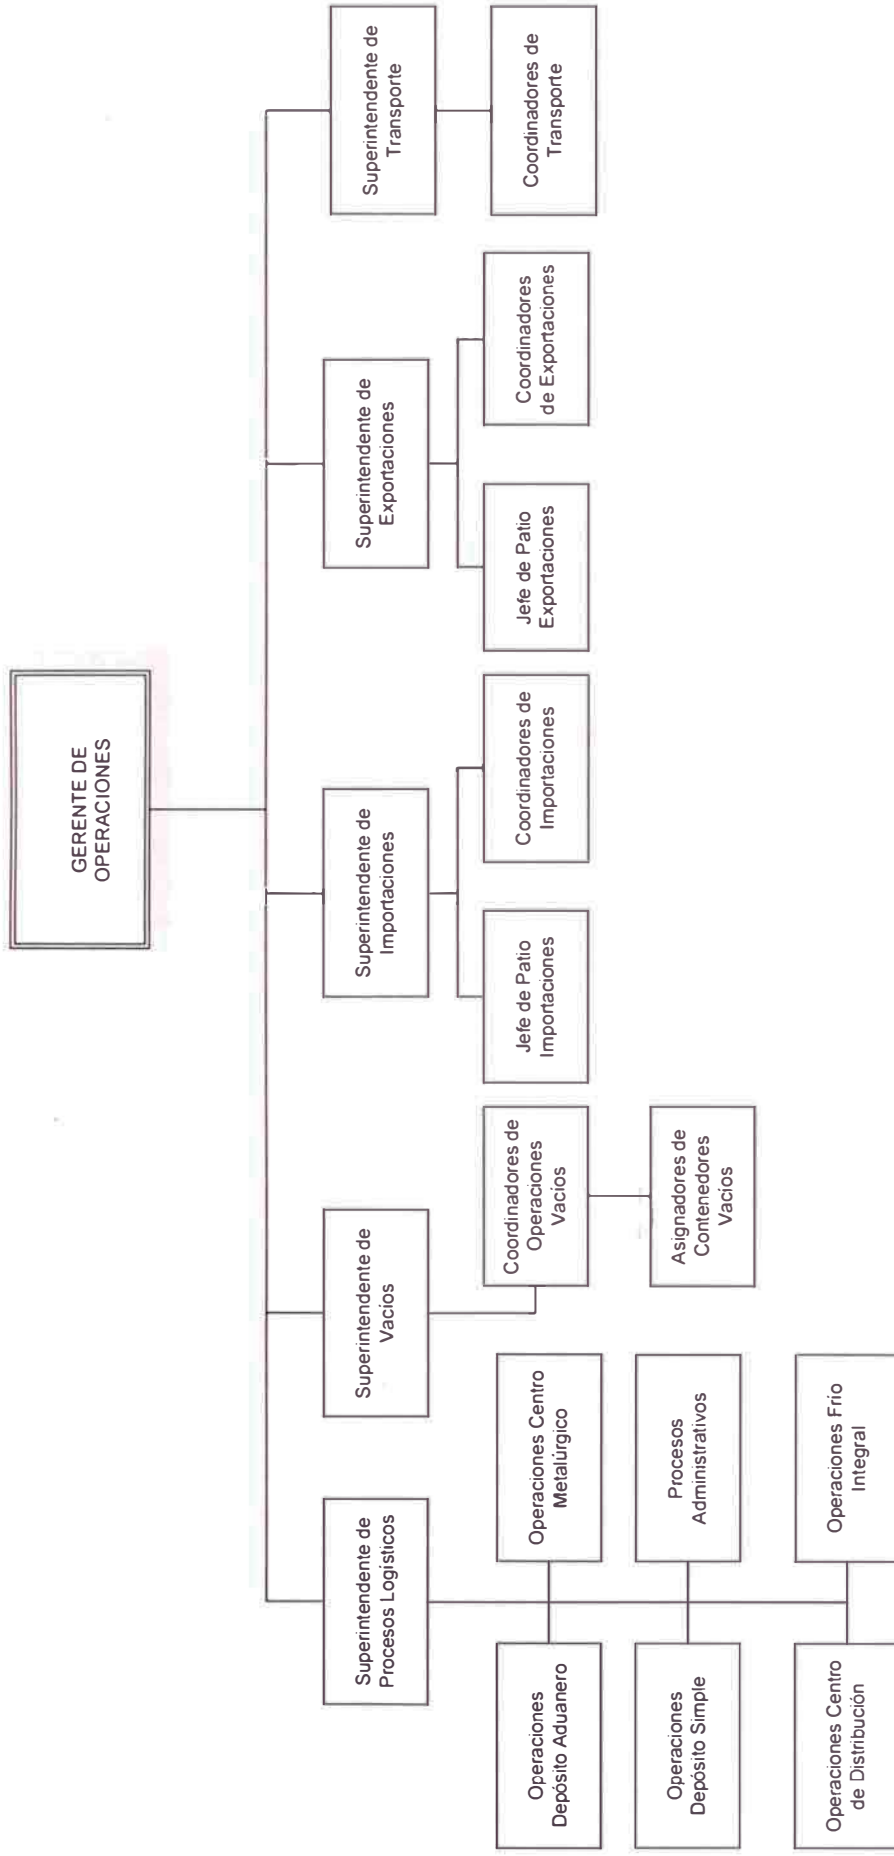 GERENTE DE
OPERACIONES
Superintendente de
Procesos Logísticos
Superintendente de
Vacios
Superintendente de
Importaciones
Superintendente de
Exportaciones
Superintendente de
Transporte
Operaciones
Depósito Aduanero
Operaciones Centro
Metalúrgico
Coordinadores de
Operaciones
Vacios
Jefe de Patio
Importaciones
Coordinadores de
Importaciones
Jefe de Patio
Exportaciones
Coordinadores
de Exportaciones
Coordinadores de
Transporte
Operaciones
Depósito Simple
Procesos
Administrativos
Asignadores de
Contenedores
Vacios
Operaciones Centro
de Distribución
Operaciones Frio
Integral